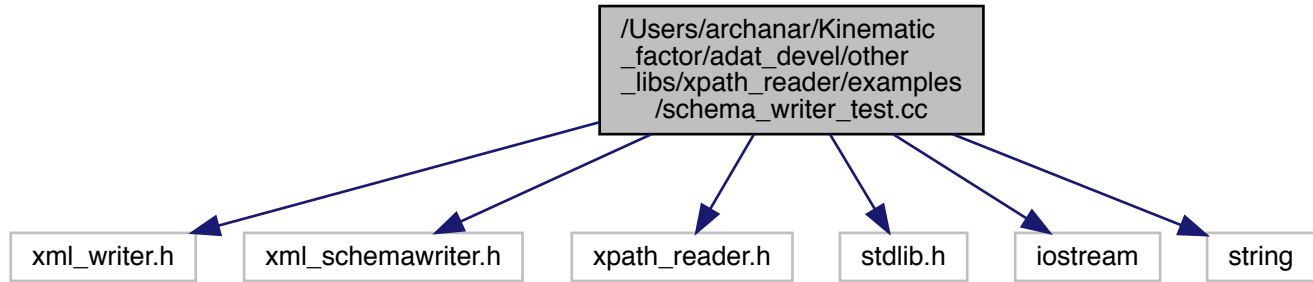 /Users/archanar/Kinematic
_factor/adat_devel/other
_libs/xpath_reader/examples
/schema_writer_test.cc
xml_writer.h
xml_schemawriter.h
xpath_reader.h
stdlib.h
iostream
string